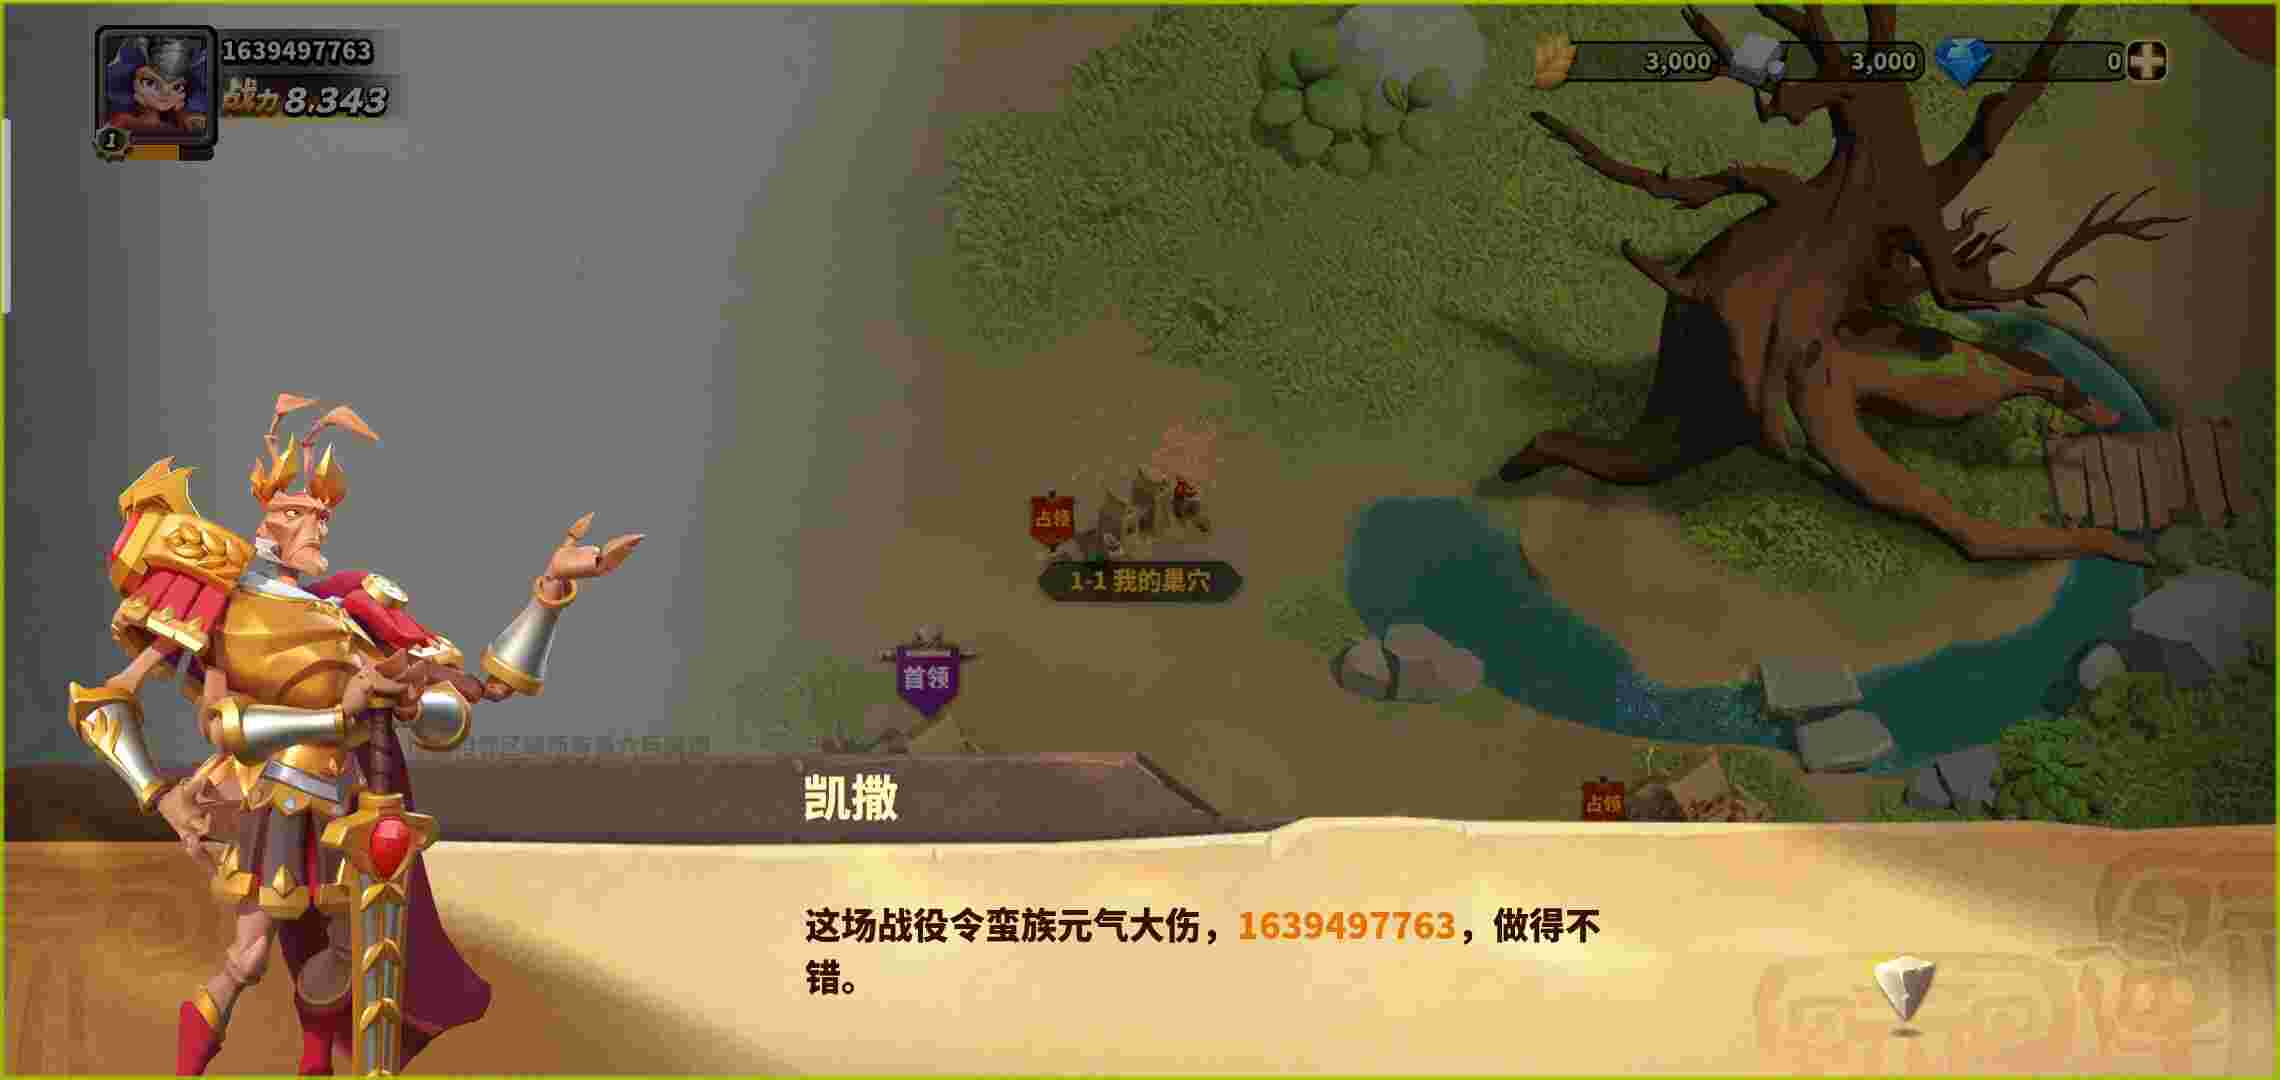 1639497763
战力 8,343
1
3,000
3,000
0
占领
1-1 我的巢穴
首领
占领
凯撒
这场战役令蛮族元气大伤，1639497763，做得不
错。